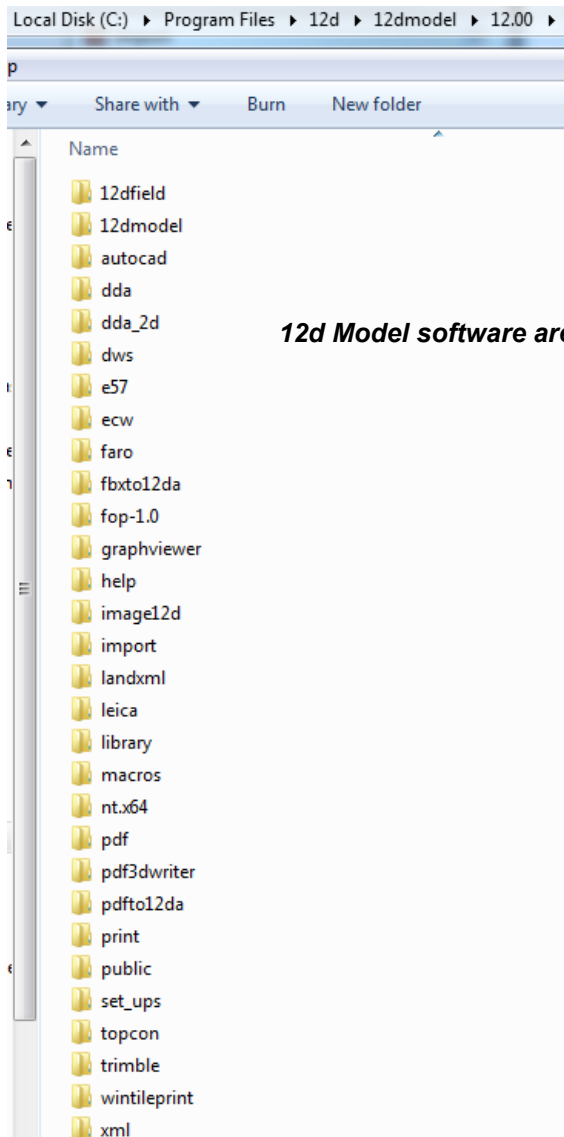 Local Disk (C:) ▸ Program Files ▸ 12d ▸ 12dmodel ▸ 12.00 ▸
Share with ▾ Burn New folder
Name
12dfield
12dmodel
autocad
dda
dda_2d
12d Model software
dws
e57
ecw
faro
fbxto12da
fop-1.0
graphviewer
help
image12d
import
landxml
leica
library
macros
nt.x64
pdf
pdf3dwriter
pdfto12da
print
public
set_ups
topcon
trimble
wintileprint
xml